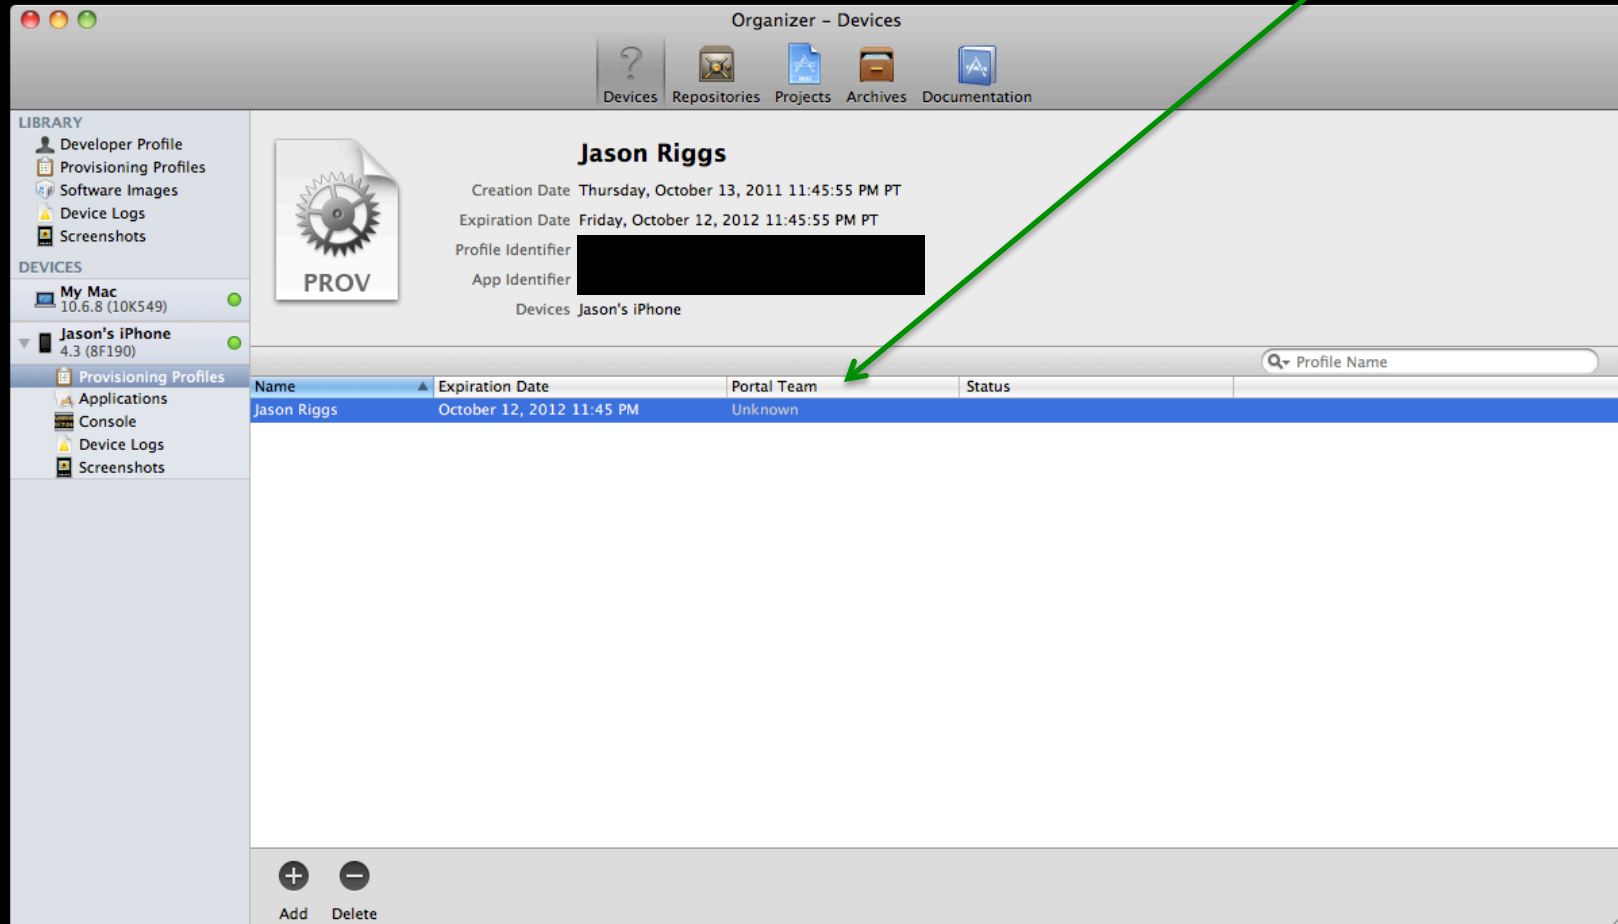 Organizer – Devices
Devices Repositories Projects Archives Documentation
LIBRARY
Developer Profile
Provisioning Profiles
Software Images
Device Logs
Screenshots
DEVICES
My Mac
10.6.8 (10K549)
Jason's iPhone
4.3 (8F190)
Provisioning Profiles
Applications
Console
Device Logs
Screenshots
PROV
Jason Riggs
Creation Date Thursday, October 13, 2011 11:45:55 PM PT
Expiration Date Friday, October 12, 2012 11:45:55 PM PT
Profile Identifier
App Identifier
Devices Jason's iPhone
Profile Name
Name Expiration Date Portal Team Status
Jason Riggs October 12, 2012 11:45 PM Unknown
Add Delete